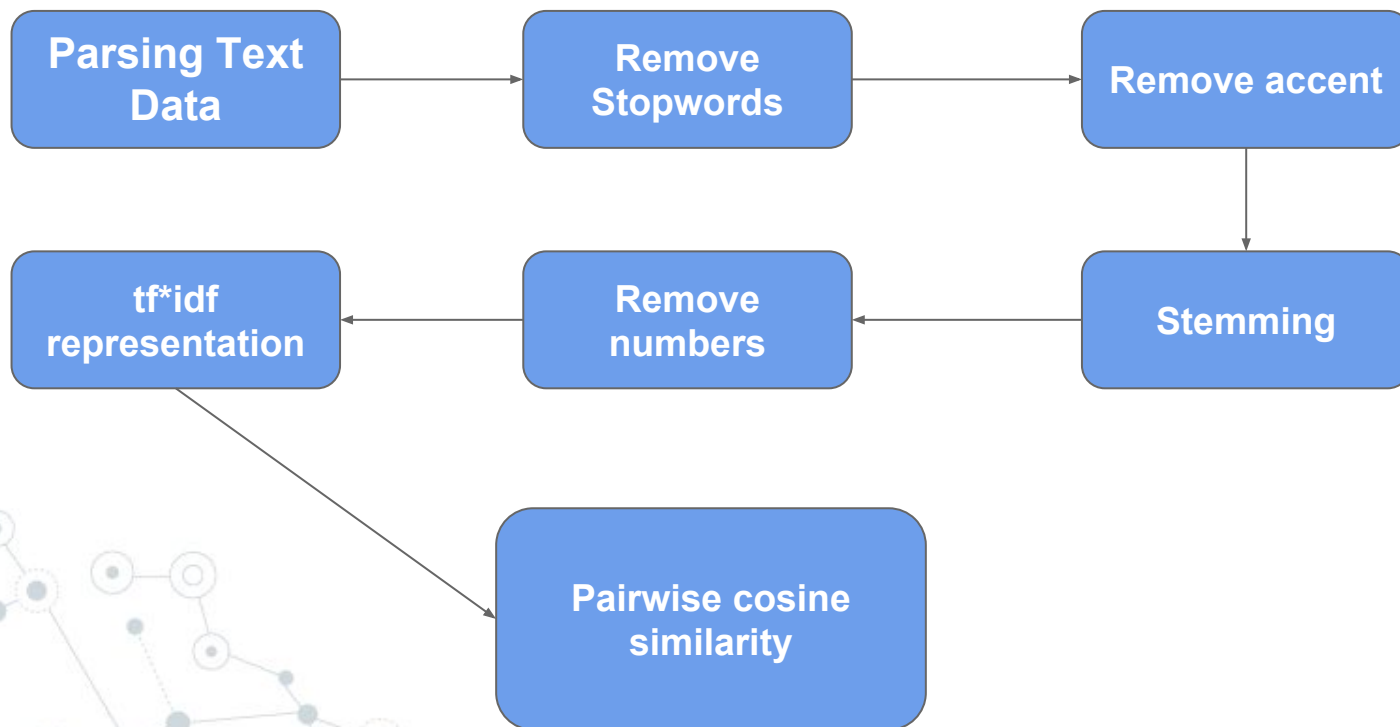 Parsing Text
Data
Remove
Stopwords
Remove accent
Stemming
Remove
numbers
tf*idf
representation
Pairwise cosine
similarity